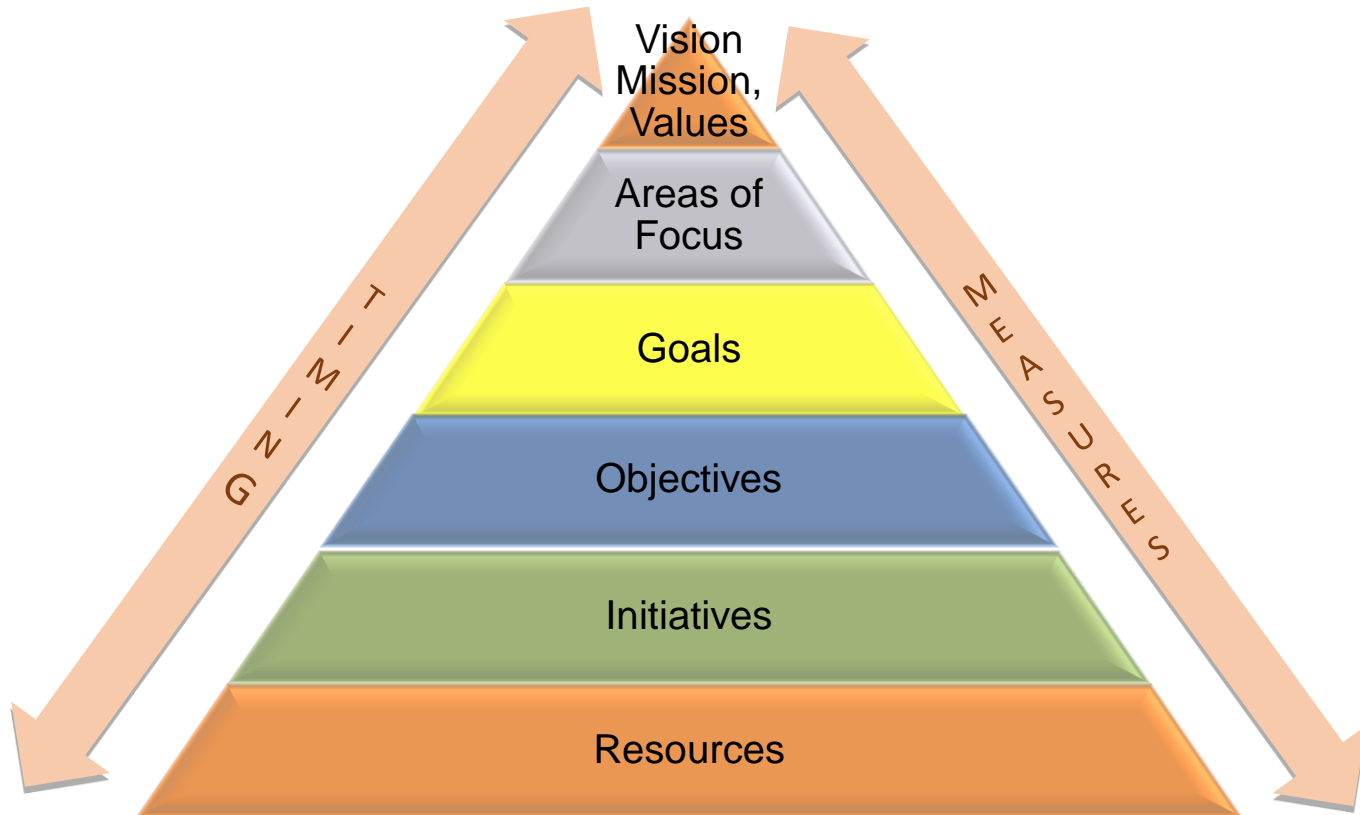 Vision
Mission,
Values
Areas of
Focus
Goals
Objectives
Initiatives
Resources
TIMING
MEASURES